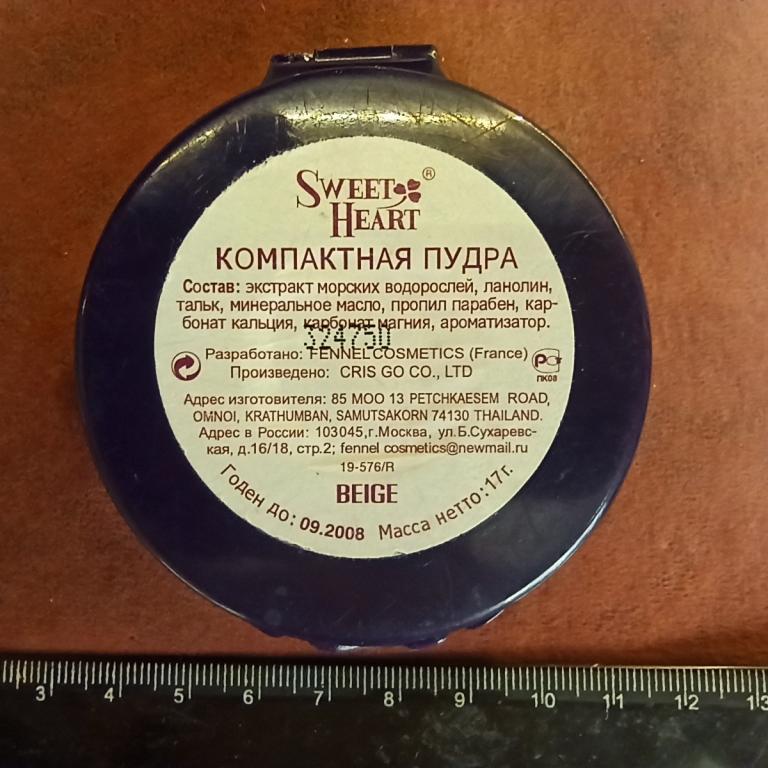 SWEET ®
HEART
КОМПАКТНАЯ ПУДРА
Состав: экстракт морских водорослей, ланолин,
тальк, минеральное масло, пропил парабен, кар-
бонат кальция, карбонат магния, ароматизатор.
324750
Разработано: FENNEL COSMETICS (France)
Произведено: CRIS GO CO., LTD
ПК08
Адрес изготовителя: 85 MOO 13 PETCHKAESEM ROAD,
OMNOI, KRATHUMBAN, SAMUTSAKORN 74130 THAILAND.
Адрес в России: 103045,г.Москва, ул.Б.Сухаревс-
кая, д.16/18, стр.2; fennel cosmetics@newmail.ru
19-576/R
BEIGE
Годен до: 09.2008 Масса нетто:17г.
3 4 5 6 7 8 9 10 11 12 13